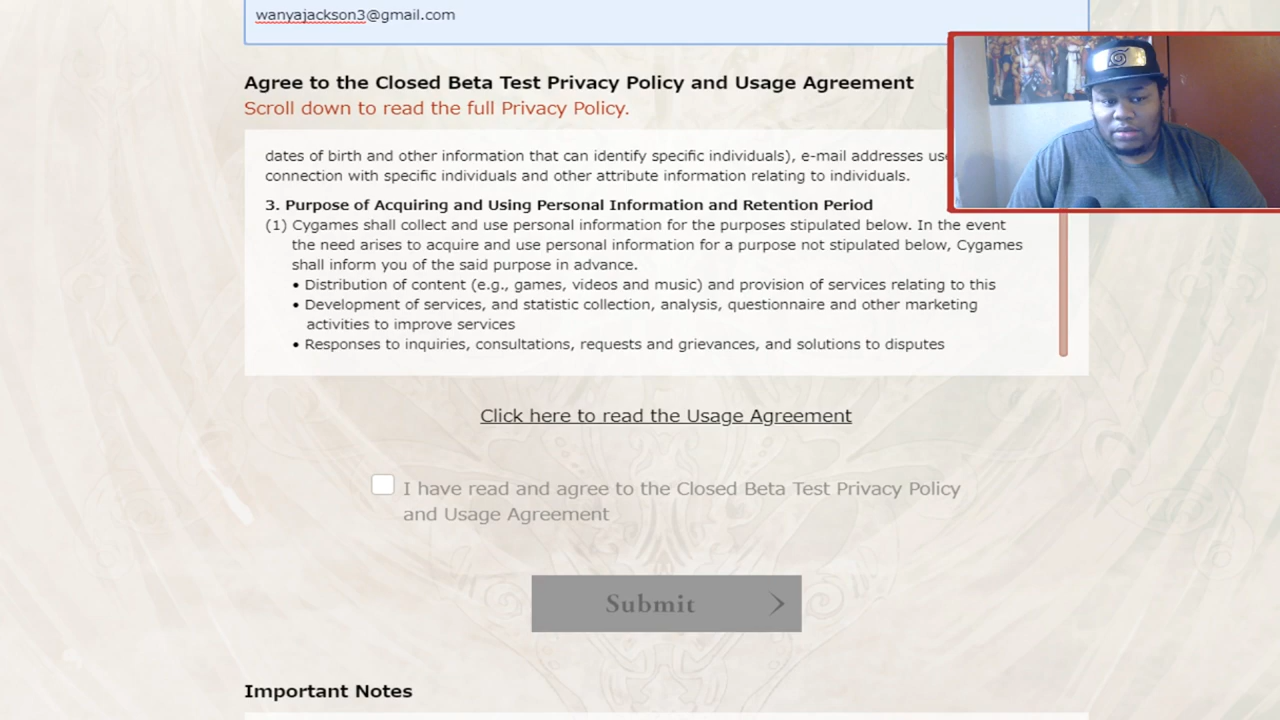 wanyajackson3@gmail.com
Agree to the Closed Beta Test Privacy Policy and Usage Agreement
Scroll down to read the full Privacy Policy.
dates of birth and other information that can identify specific individuals), e-mail addresses
connection with specific individuals and other attribute information relating to individuals.
3. Purpose of Acquiring and Using Personal Information and Retention Period
(1) Cygames shall collect and use personal information for the purposes stipulated below. In the event
the need arises to acquire and use personal information for a purpose not stipulated below, Cygames
shall inform you of the said purpose in advance.
• Distribution of content (e.g., games, videos and music) and provision of services relating to this
• Development of services, and statistic collection, analysis, questionnaire and other marketing
activities to improve services
• Responses to inquiries, consultations, requests and grievances, and solutions to disputes
Click here to read the Usage Agreement
I have read and agree to the Closed Beta Test Privacy Policy
and Usage Agreement
Submit
Important Notes